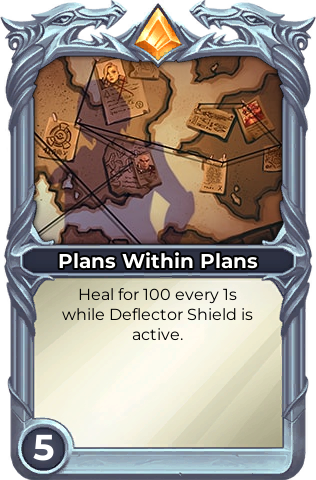 Plans Within Plans
Heal for 100 every 1s
while Deflector Shield is
active.
5